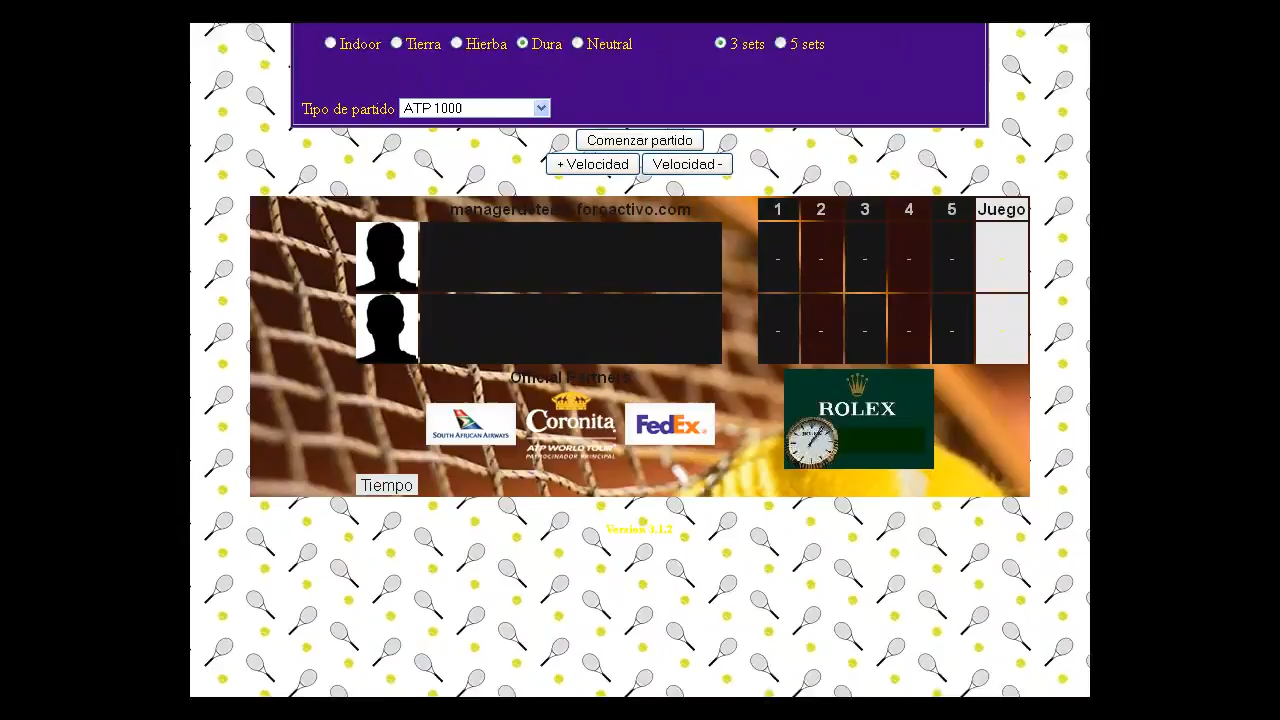 Indoor Tierra Hierba Dura Neutral 3 sets 5 sets
Tipo de partido ATP 1000
Comenzar partido
+ Velocidad Velocidad -
foroactivo.com 1 2 3 4 5 Juego
- - - - - -
- - - - - -
Official Partners
SOUTH AFRICAN AIRWAYS
Coronita
ATP WORLD TOUR
PATROCINADOR PRINCIPAL
FedEx
ROLEX
Tiempo
Version 3.1.2